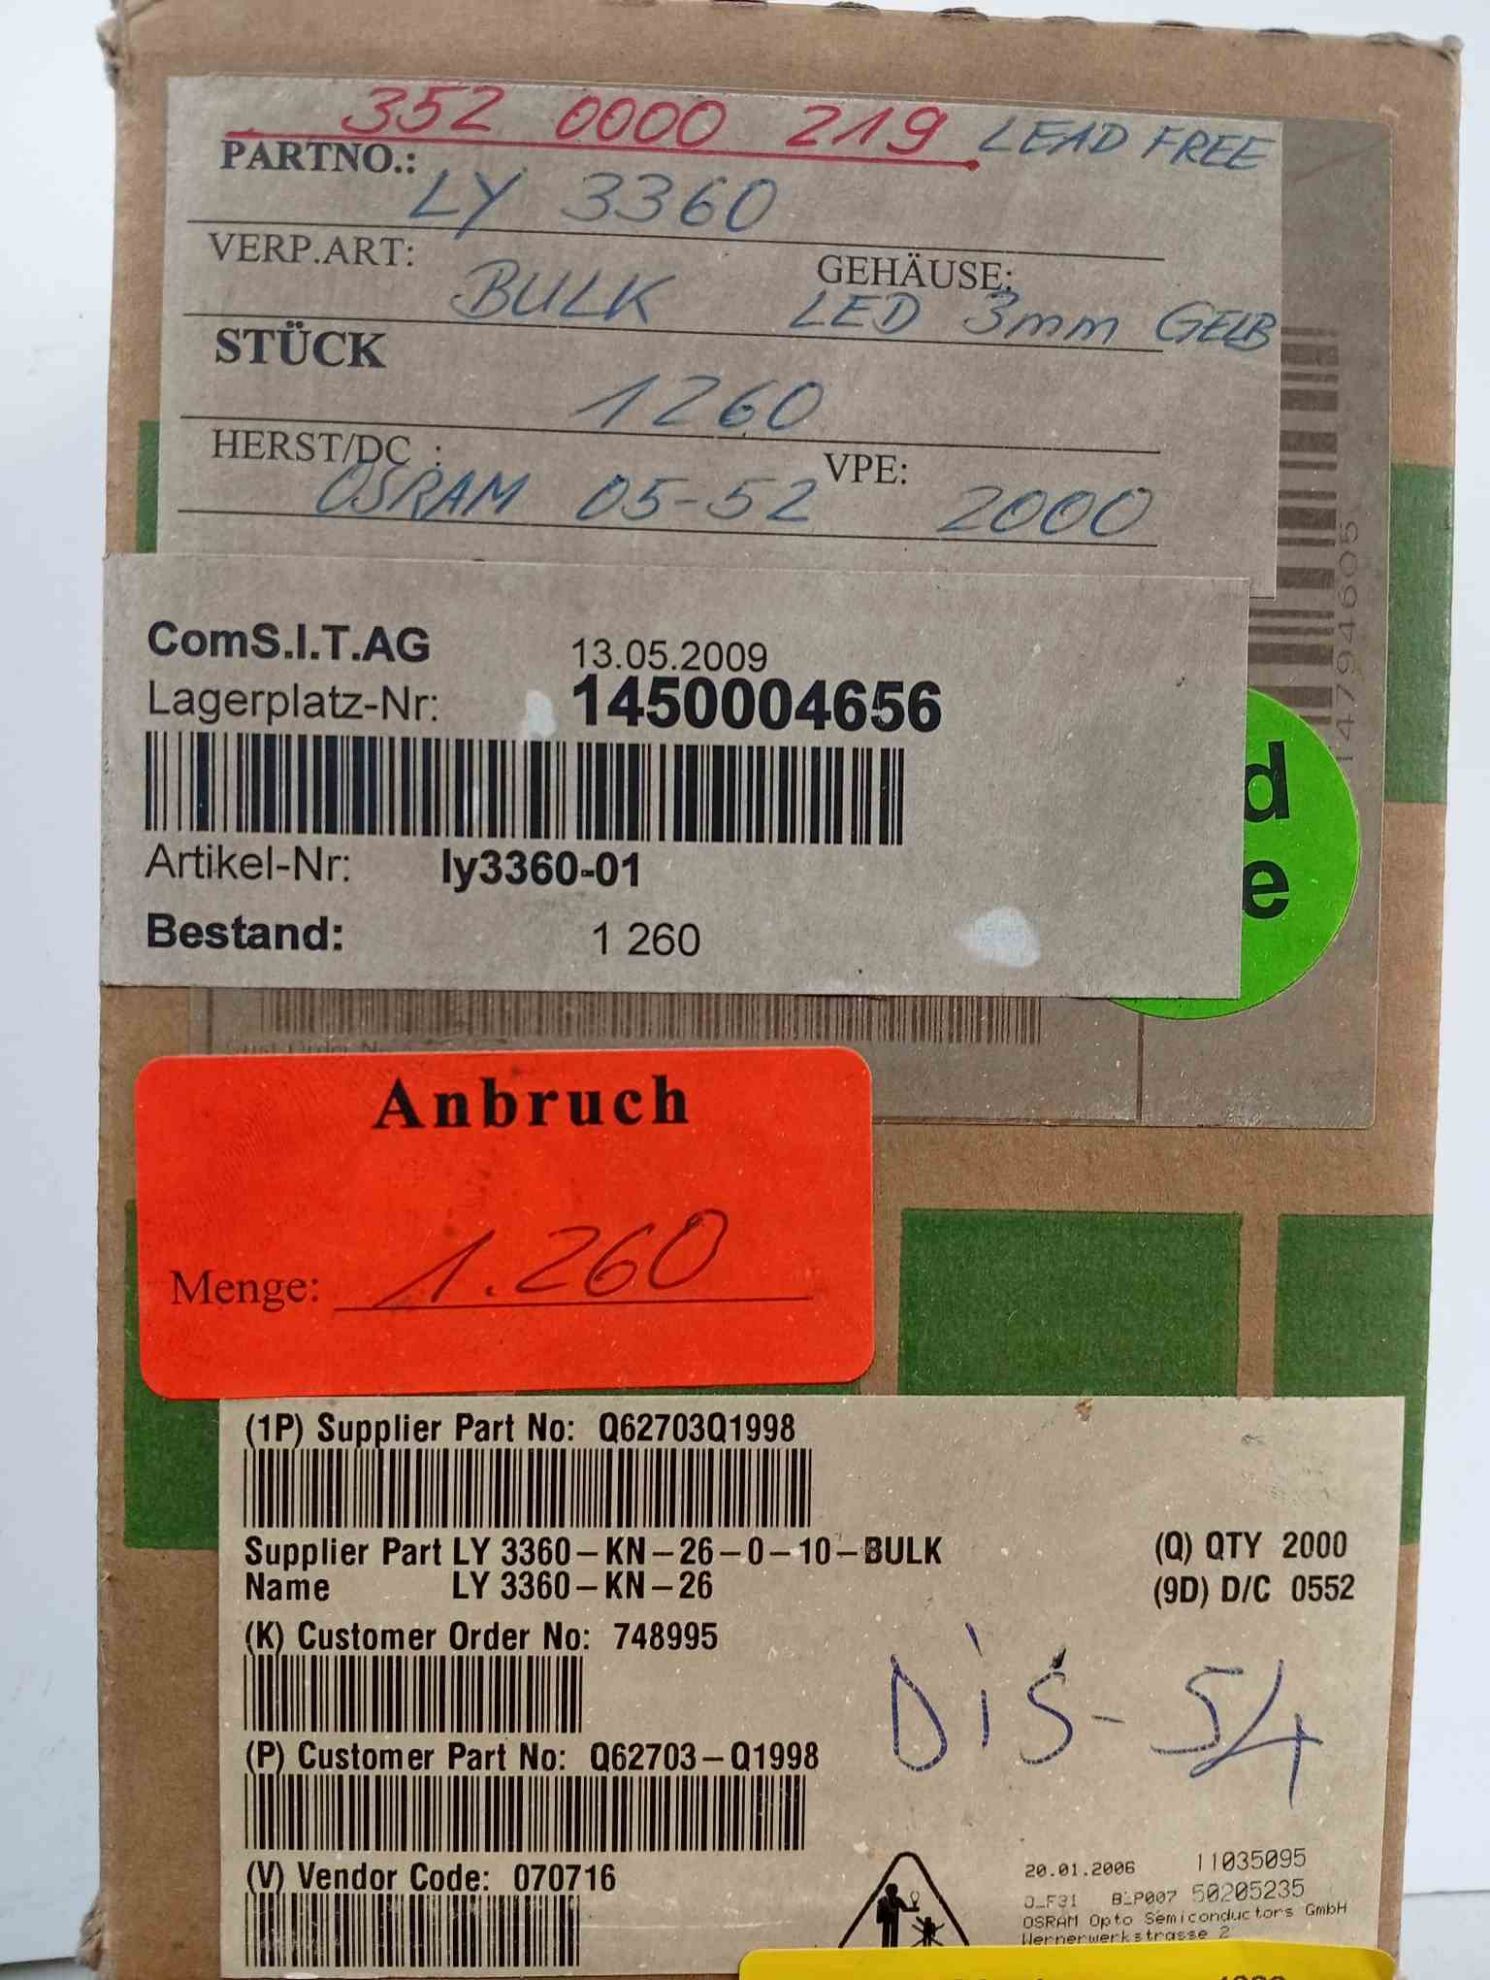 352 0000 219 LEAD FREE
PARTNO.: LY 3360
VERP.ART: BULK GEHÄUSE: LED 3mm GELB
STÜCK 1260
HERST/DC : OSRAM 05-52 VPE: 2000
14794605
ComS.I.T.AG 13.05.2009
Lagerplatz-Nr: 1450004656
d
Artikel-Nr: ly3360-01
e
Bestand: 1 260
Anbruch
Menge: 1.260
(1P) Supplier Part No: Q62703Q1998
Supplier Part LY 3360-KN-26-0-10-BULK (Q) QTY 2000
Name LY 3360-KN-26 (9D) D/C 0552
(K) Customer Order No: 748995
Dis-54
(P) Customer Part No: Q62703-Q1998
(V) Vendor Code: 070716
20.01.2006 11035095
B_P007 50205235
OSRAM Opto Semiconductors GmbH
Wernerwerkstrasse 2